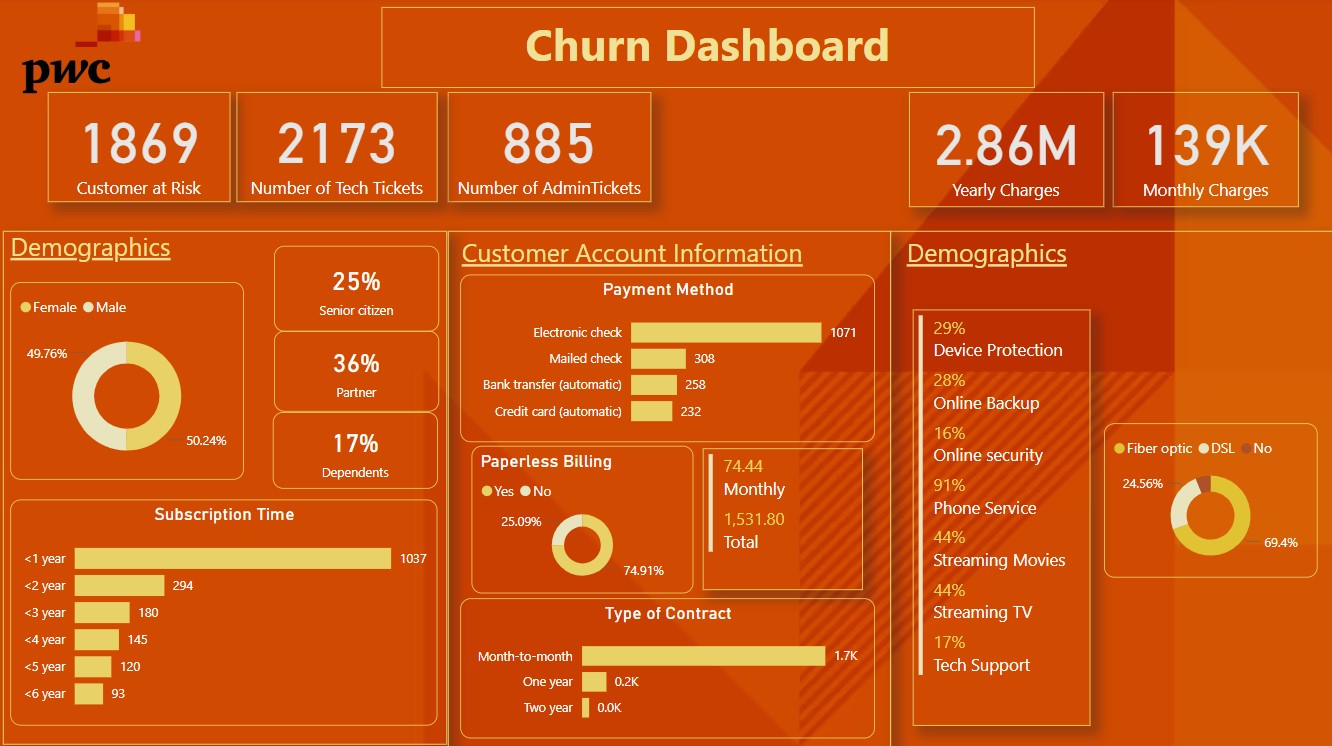 pwc
Churn Dashboard
1869
Customer at Risk
2173
Number of Tech Tickets
885
Number of AdminTickets
2.86M
Yearly Charges
139K
Monthly Charges
Demographics
Female Male
49.76%
50.24%
25%
Senior citizen
36%
Partner
17%
Dependents
Subscription Time
<1 year 1037
<2 year 294
<3 year 180
<4 year 145
<5 year 120
<6 year 93
Customer Account Information
Payment Method
Electronic check 1071
Mailed check 308
Bank transfer (automatic) 258
Credit card (automatic) 232
Paperless Billing
Yes No
25.09%
74.91%
74.44
Monthly
1,531.80
Total
Type of Contract
Month-to-month 1.7K
One year 0.2K
Two year 0.0K
Demographics
29%
Device Protection
28%
Online Backup
16%
Online security
91%
Phone Service
44%
Streaming Movies
44%
Streaming TV
17%
Tech Support
Fiber optic DSL No
24.56%
69.4%